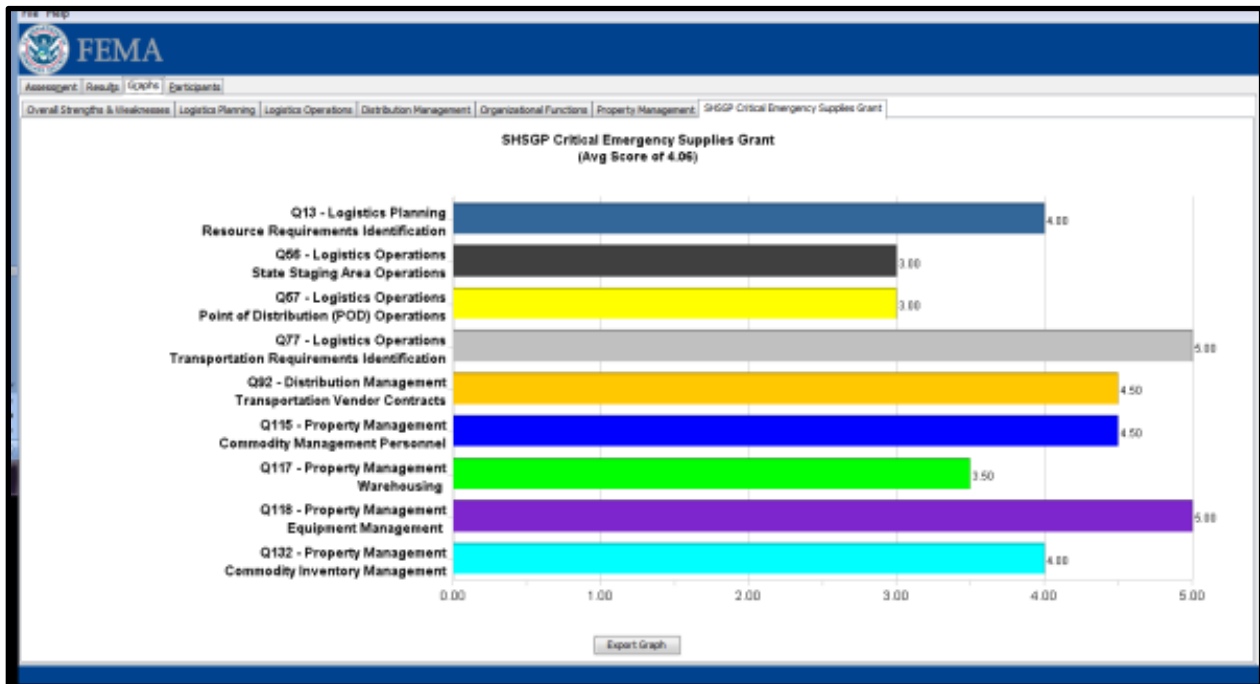 File Help
FEMA
Assessment Results Graphs Participants
Overall Strengths & Weaknesses Logistics Planning Logistics Operations Distribution Management Organizational Functions Property Management SHSGP Critical Emergency Supplies Grant
SHSGP Critical Emergency Supplies Grant
(Avg Score of 4.06)
Q13 - Logistics Planning
Resource Requirements Identification
4.00
Q56 - Logistics Operations
State Staging Area Operations
3.00
Q57 - Logistics Operations
Point of Distribution (POD) Operations
3.00
Q77 - Logistics Operations
Transportation Requirements Identification
5.00
Q92 - Distribution Management
Transportation Vendor Contracts
4.50
Q115 - Property Management
Commodity Management Personnel
4.50
Q117 - Property Management
Warehousing
3.50
Q118 - Property Management
Equipment Management
5.00
Q132 - Property Management
Commodity Inventory Management
4.00
0.00 1.00 2.00 3.00 4.00 5.00
Export Graph